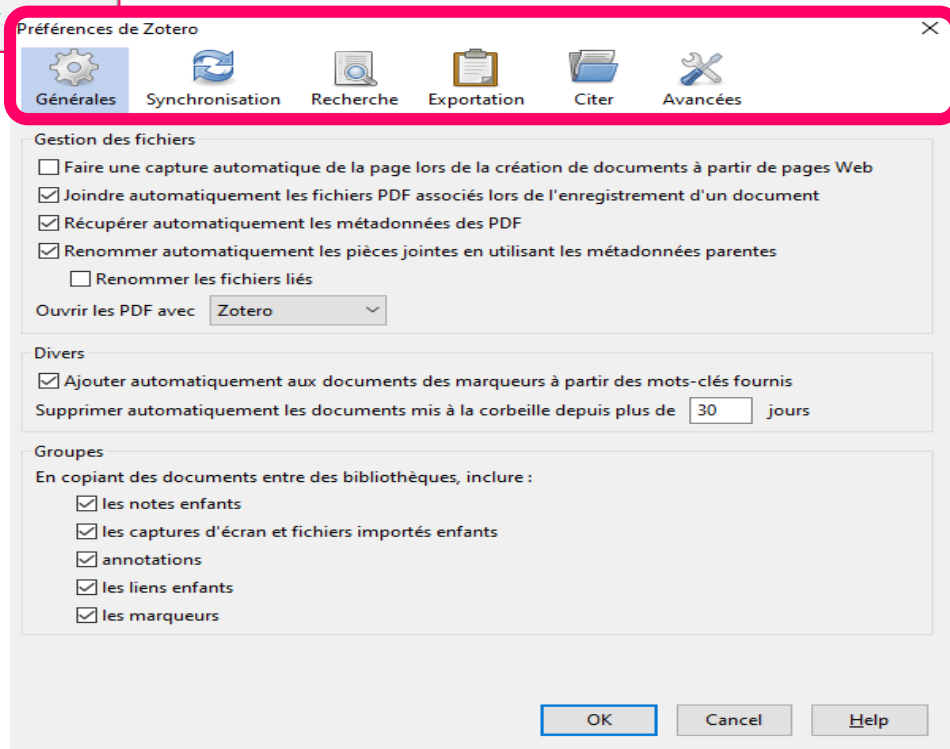 Préférences de Zotero
Générales Synchronisation Recherche Exportation Citer Avancées
Gestion des fichiers
Faire une capture automatique de la page lors de la création de documents à partir de pages Web
Joindre automatiquement les fichiers PDF associés lors de l'enregistrement d'un document
Récupérer automatiquement les métadonnées des PDF
Renommer automatiquement les pièces jointes en utilisant les métadonnées parentes
Renommer les fichiers liés
Ouvrir les PDF avec Zotero
Divers
Ajouter automatiquement aux documents des marqueurs à partir des mots-clés fournis
Supprimer automatiquement les documents mis à la corbeille depuis plus de 30 jours
Groupes
En copiant des documents entre des bibliothèques, inclure :
les notes enfants
les captures d'écran et fichiers importés enfants
annotations
les liens enfants
les marqueurs
OK Cancel Help